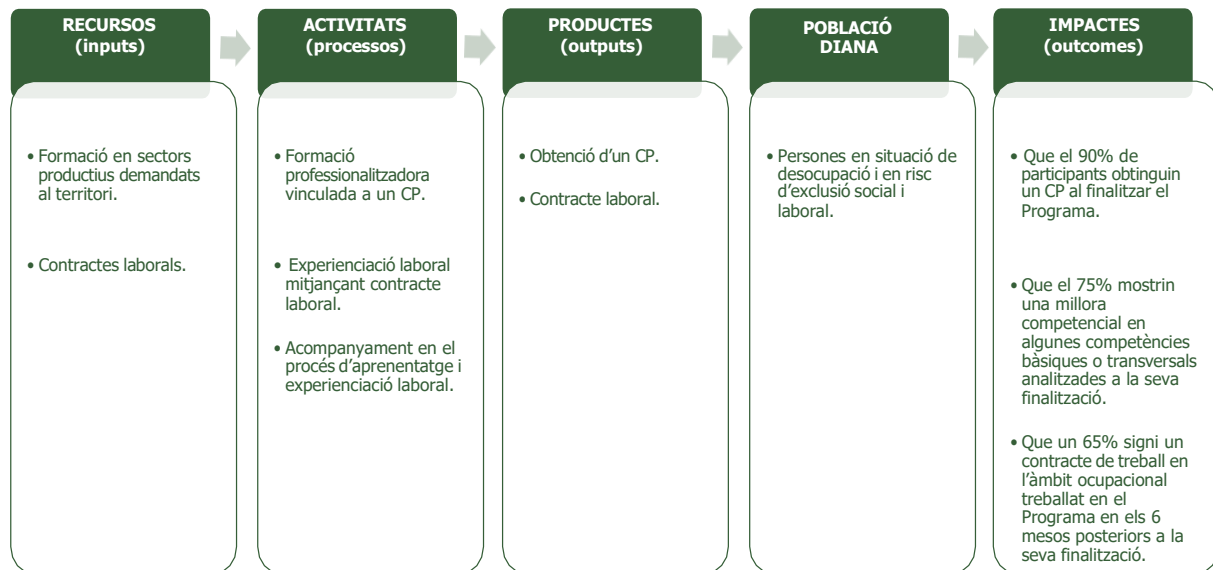 RECURSOS
(inputs)
• Formació en sectors
productius demandats
al territori.
• Contractes laborals.
ACTIVITATS
(processos)
• Formació
professionalitzadora
vinculada a un CP.
• Experienciació laboral
mitjançant contracte
laboral.
• Acompanyament en el
procés d'aprenentatge i
experienciació laboral.
PRODUCTES
(outputs)
• Obtenció d'un CP.
• Contracte laboral.
POBLACIÓ
DIANA
• Persones en situació de
desocupació i en risc
d'exclusió social i
laboral.
IMPACTES
(outcomes)
• Que el 90% de
participants obtinguin
un CP al finalitzar el
Programa.
• Que el 75% mostrin
una millora
competencial en
algunes competències
bàsiques o transversals
analitzades a la seva
finalització.
• Que un 65% signi un
contracte de treball en
l'àmbit ocupacional
treballat en el
Programa en els 6
mesos posteriors a la
seva finalització.